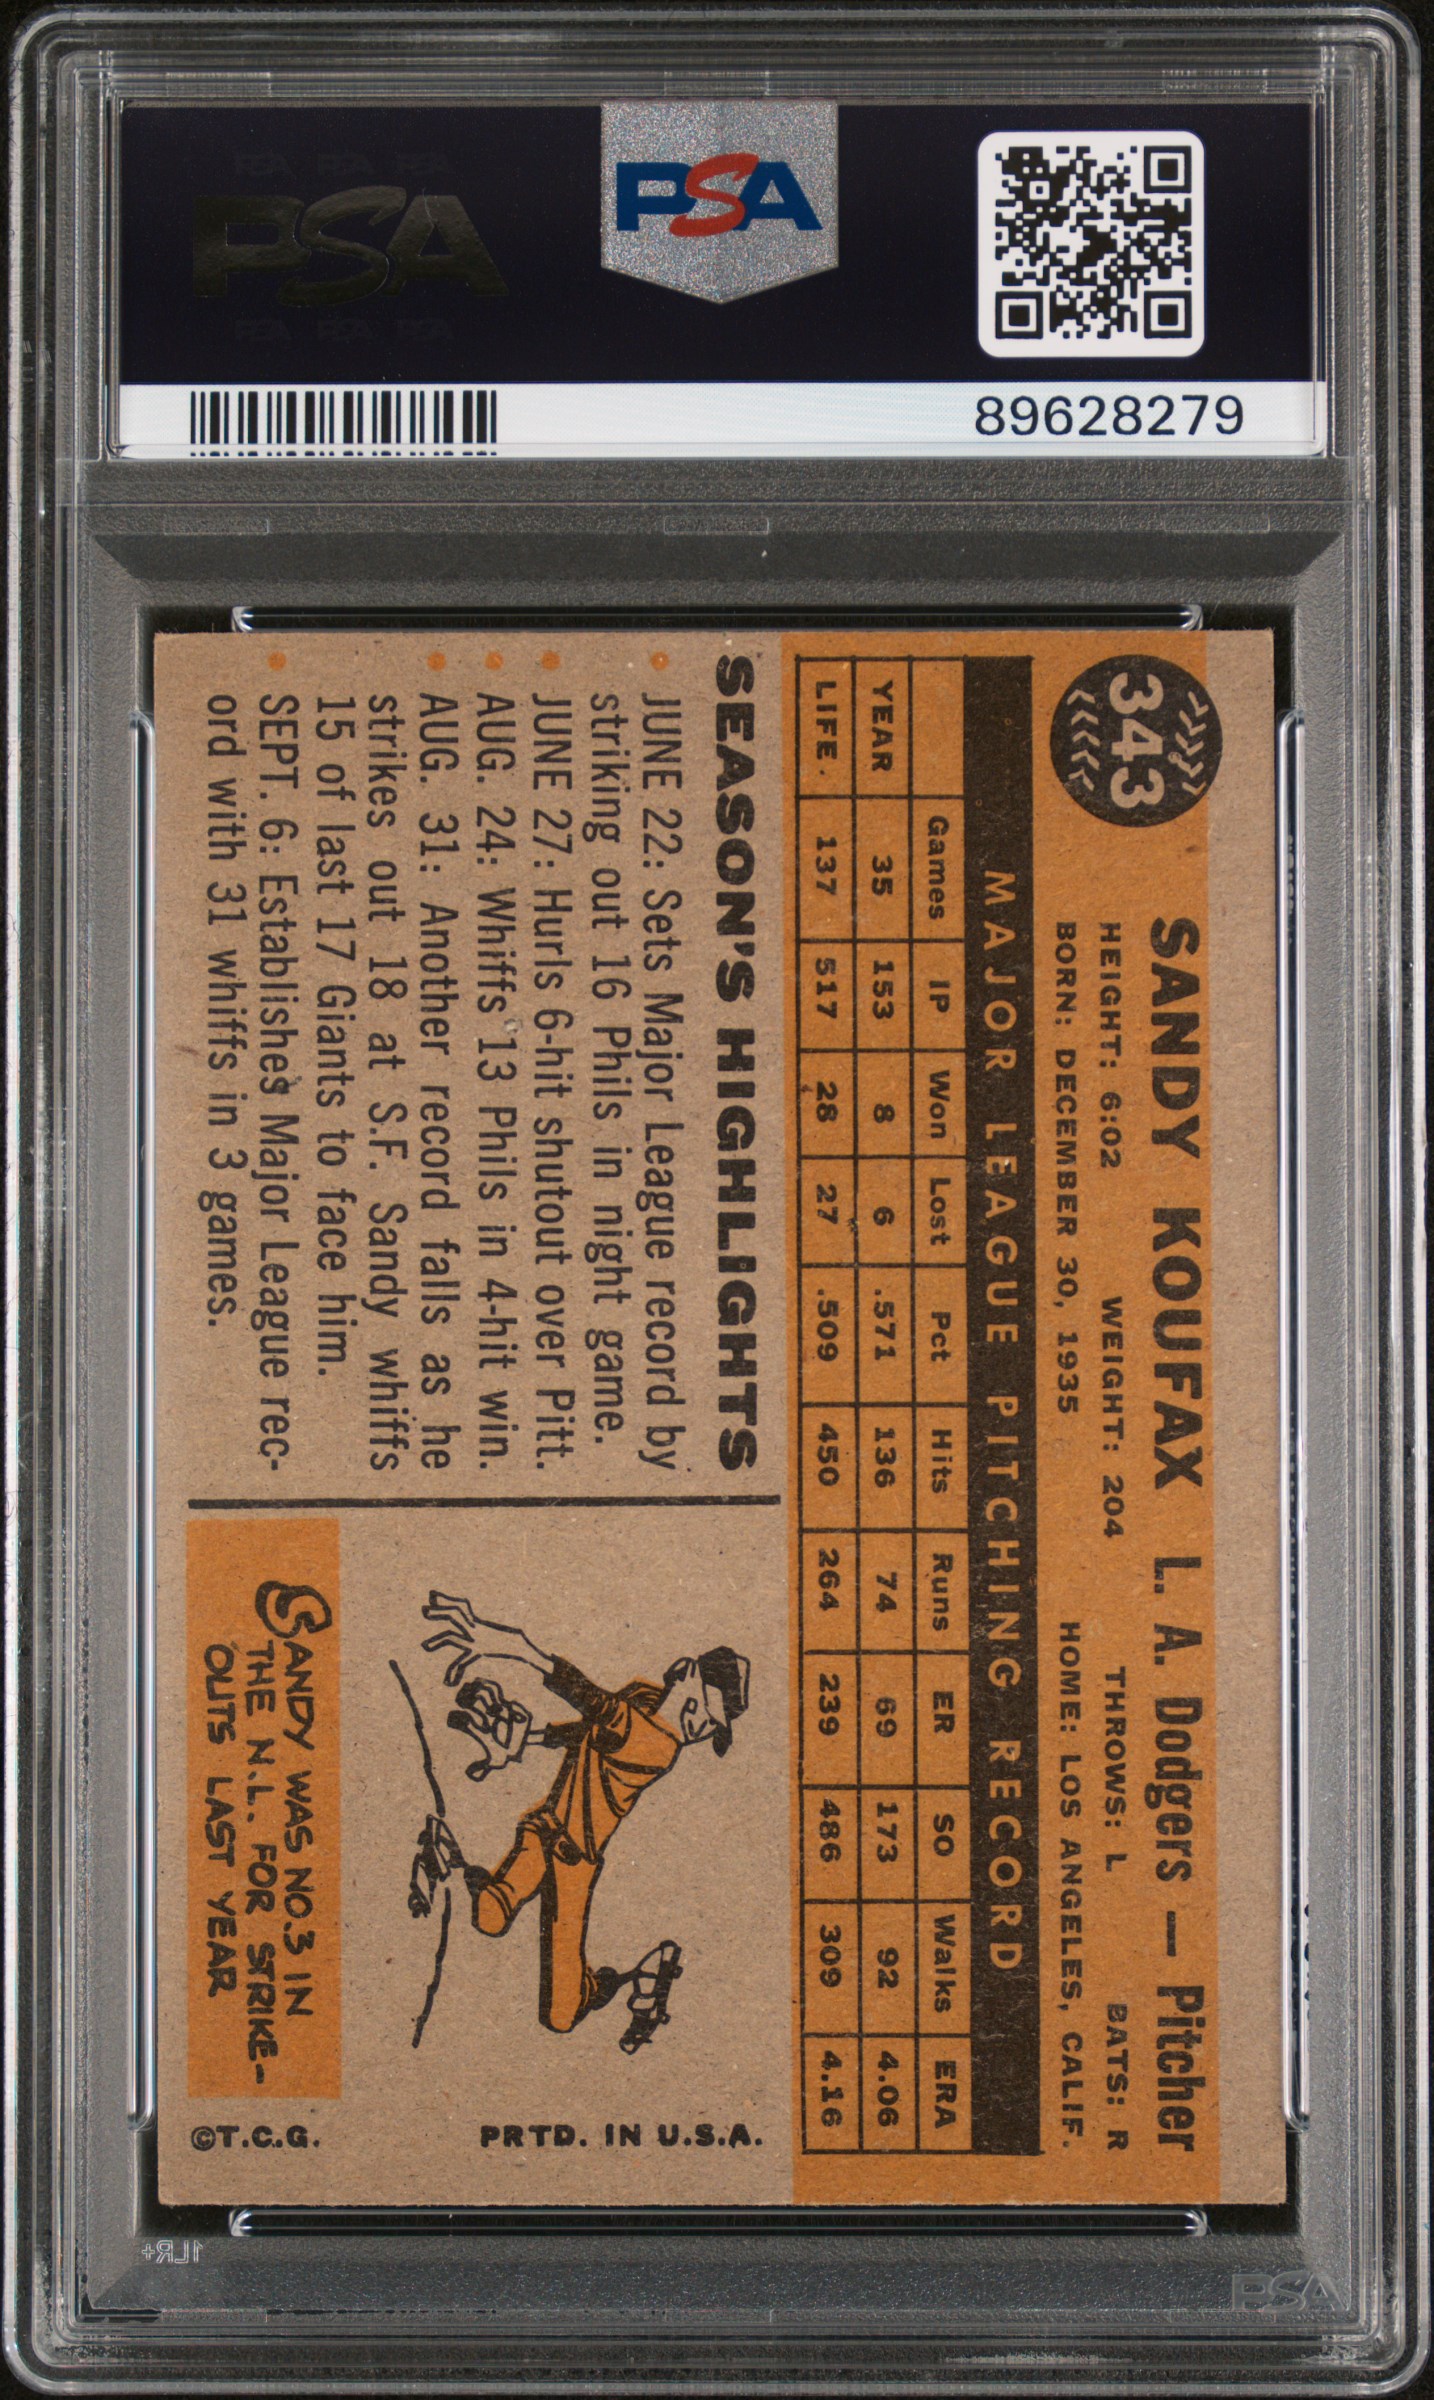 PSA
PSA
89628279
343
SANDY KOUFAX L. A. Dodgers — Pitcher
HEIGHT: 6:02 WEIGHT: 204 THROWS: L BATS: R
BORN: DECEMBER 30, 1935 HOME: LOS ANGELES, CALIF.
MAJOR LEAGUE PITCHING RECORD
Games IP Won Lost Pct Hits Runs ER SO Walks ERA
YEAR 35 153 8 6 .571 136 74 69 173 92 4.06
LIFE. 137 517 28 27 .509 450 264 239 486 309 4.16
SEASON'S HIGHLIGHTS
JUNE 22: Sets Major League record by
striking out 16 Phils in night game.
JUNE 27: Hurls 6-hit shutout over Pitt.
AUG. 24: Whiffs 13 Phils in 4-hit win.
AUG. 31: Another record falls as he
strikes out 18 at S.F. Sandy whiffs
15 of last 17 Giants to face him.
SEPT. 6: Establishes Major League rec-
ord with 31 whiffs in 3 games.
SANDY WAS NO.3 IN
THE N.L. FOR STRIKE-
OUTS LAST YEAR
©T.C.G. PRTD. IN U.S.A.
1LR+
PSA